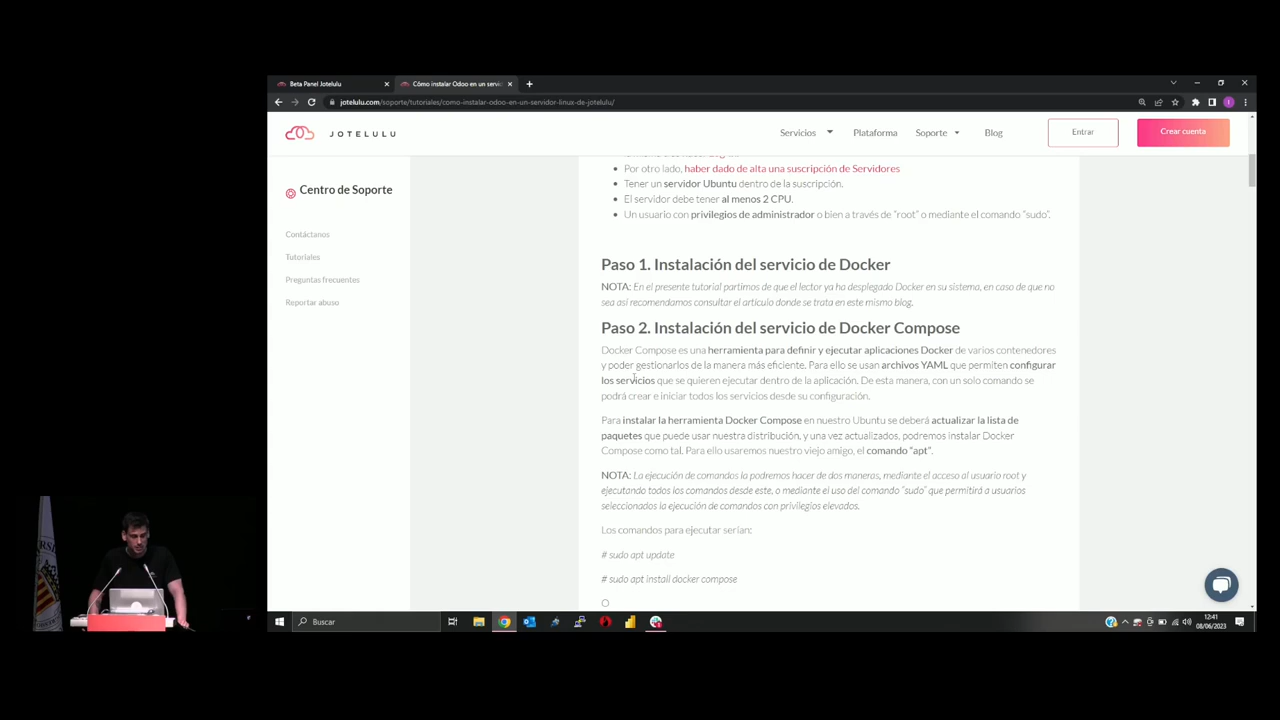 Beta Panel Jotelulu
Cómo instalar Odoo en un servi
jotelulu.com/soporte/tutoriales/como-instalar-odoo-en-un-servidor-linux-de-jotelulu/
JOTELULU
Servicios
Plataforma
Soporte
Blog
Entrar
Crear cuenta
Centro de Soporte
Contáctanos
Tutoriales
Preguntas frecuentes
Reportar abuso
Por otro lado, haber dado de alta una suscripción de Servidores
Tener un servidor Ubuntu dentro de la suscripción.
El servidor debe tener al menos 2 CPU.
Un usuario con privilegios de administrador o bien a través de “root” o mediante el comando “sudo”.
Paso 1. Instalación del servicio de Docker
NOTA: En el presente tutorial partimos de que el lector ya ha desplegado Docker en su sistema, en caso de que no
sea así recomendamos consultar el artículo donde se trata en este mismo blog.
Paso 2. Instalación del servicio de Docker Compose
Docker Compose es una herramienta para definir y ejecutar aplicaciones Docker de varios contenedores
y poder gestionarlos de la manera más eficiente. Para ello se usan archivos YAML que permiten configurar
los servicios que se quieren ejecutar dentro de la aplicación. De esta manera, con un solo comando se
podrá crear e iniciar todos los servicios desde su configuración.
Para instalar la herramienta Docker Compose en nuestro Ubuntu se deberá actualizar la lista de
paquetes que puede usar nuestra distribución, y una vez actualizados, podremos instalar Docker
Compose como tal. Para ello usaremos nuestro viejo amigo, el comando “apt”.
NOTA: La ejecución de comandos la podremos hacer de dos maneras, mediante el acceso al usuario root y
ejecutando todos los comandos desde este, o mediante el uso del comando “sudo” que permitirá a usuarios
seleccionados la ejecución de comandos con privilegios elevados.
Los comandos para ejecutar serían:
# sudo apt update
# sudo apt install docker compose
O
Buscar
12:41
08/06/2023